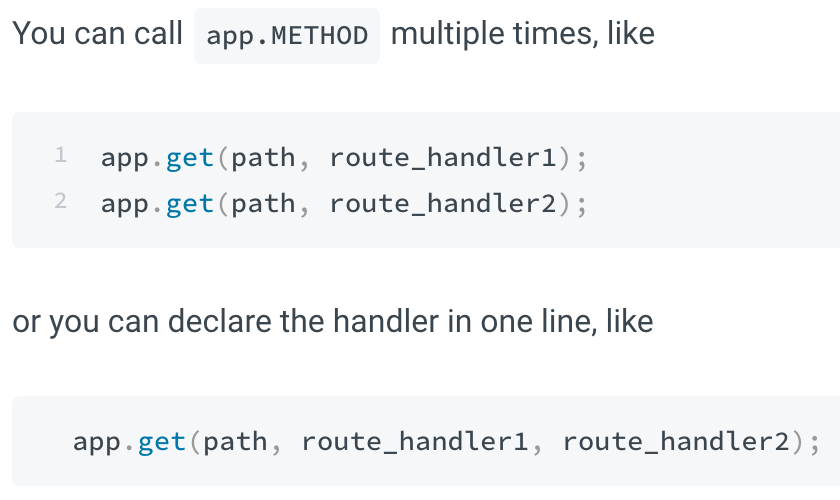 You can call app.METHOD multiple times, like
1 app.get(path, route_handler1);
2 app.get(path, route_handler2);
or you can declare the handler in one line, like
app.get(path, route_handler1, route_handler2);